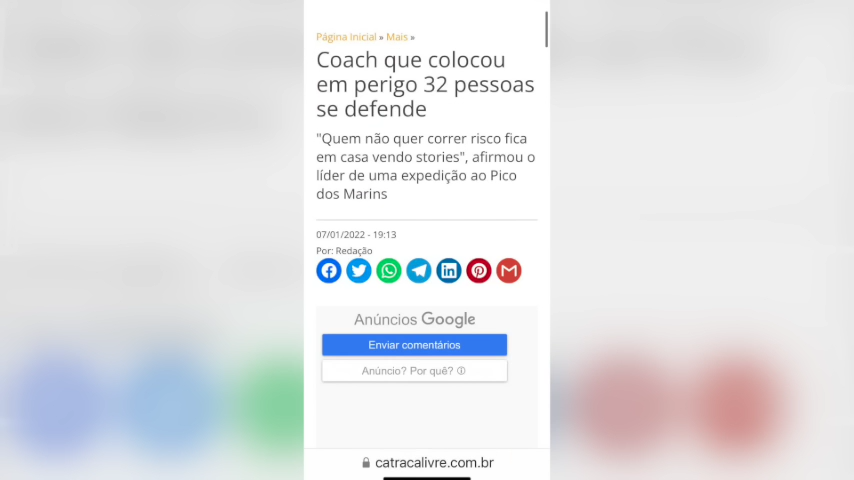 Página Inicial » Mais »
Coach que colocou
em perigo 32 pessoas
se defende
"Quem não quer correr risco fica
em casa vendo stories", afirmou o
líder de uma expedição ao Pico
dos Marins
07/01/2022 - 19:13
Por: Redação
Anúncios Google
Enviar comentários
Anúncio? Por quê?
catracalivre.com.br